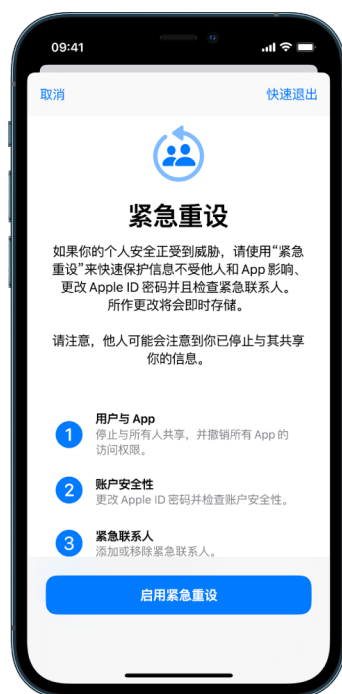 09:41
取消
快速退出
紧急重设
如果你的个人安全正受到威胁，请使用“紧急
重设”来快速保护信息不受他人和 App 影响、
更改 Apple ID 密码并且检查紧急联系人。
所作更改将会即时存储。
请注意，他人可能会注意到你已停止与其共享
你的信息。
1
用户与 App
停止与所有人共享，并撤销所有 App 的
访问权限。
2
账户安全性
更改 Apple ID 密码并检查账户安全性。
3
紧急联系人
添加或移除紧急联系人。
启用紧急重设